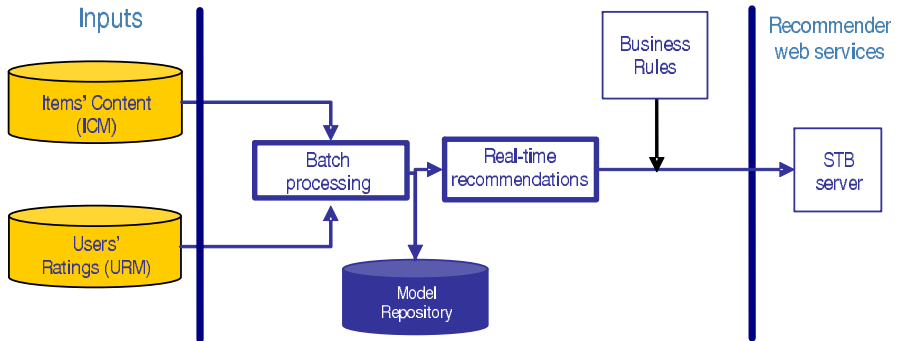 Inputs
Recommender
web services
Business
Rules
Items' Content
(ICM)
Batch
processing
Real-time
recommendations
STB
server
Users'
Ratings (URM)
Model
Repository